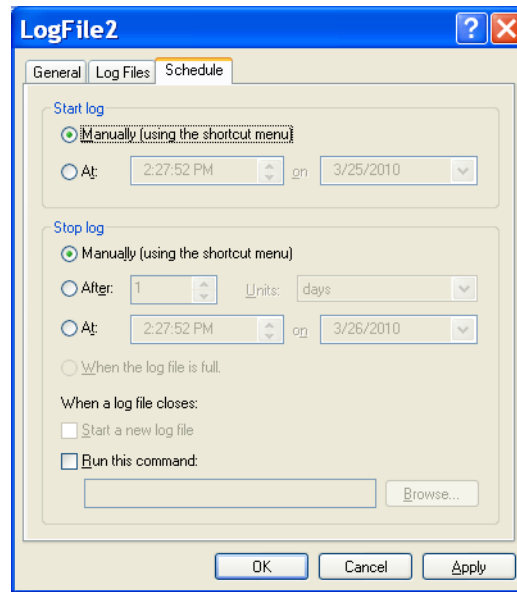 LogFile2
General Log Files Schedule
Start log
Manually (using the shortcut menu)
At: 2:27:52 PM on 3/25/2010
Stop log
Manually (using the shortcut menu)
After: 1 Units: days
At: 2:27:52 PM on 3/26/2010
When the log file is full.
When a log file closes:
Start a new log file
Run this command:
Browse...
OK Cancel Apply